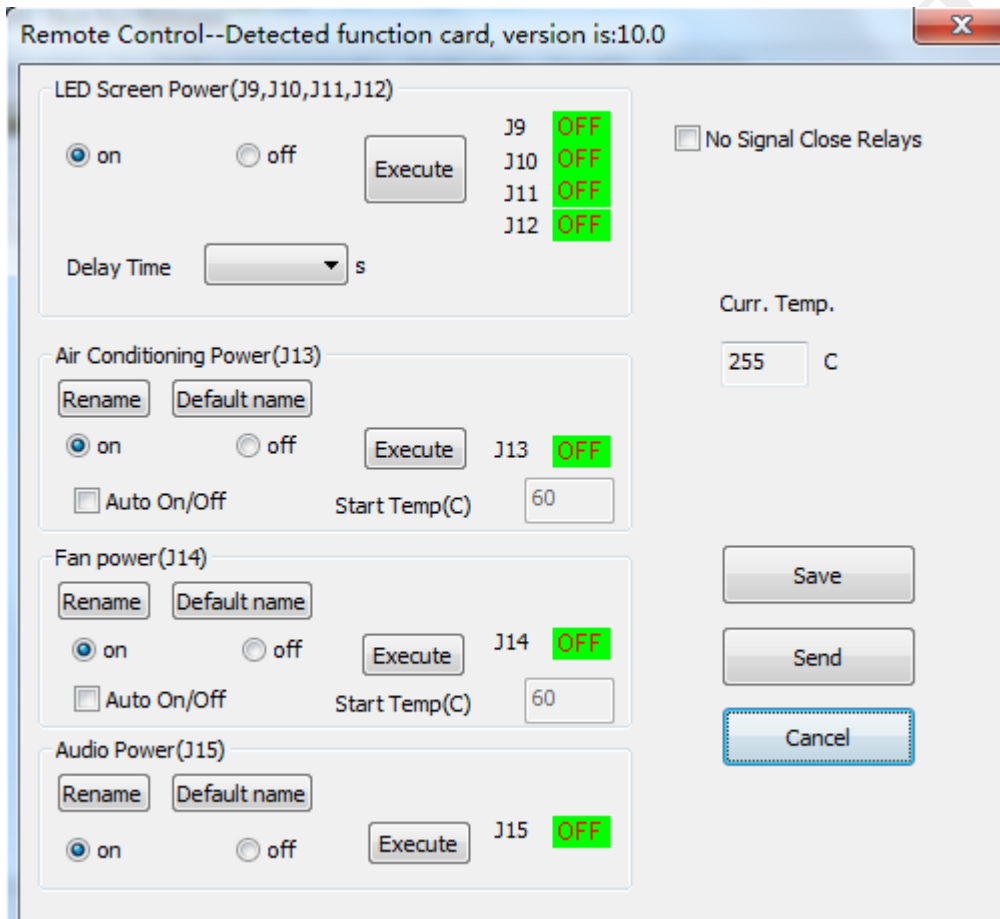 Remote Control--Detected function card, version is:10.0
LED Screen Power(J9,J10,J11,J12)
on off Execute
J9 OFF
J10 OFF
J11 OFF
J12 OFF
Delay Time s
No Signal Close Relays
Curr. Temp.
255 C
Air Conditioning Power(J13)
Rename Default name
on off Execute J13 OFF
Auto On/Off Start Temp(C) 60
Fan power(J14)
Rename Default name
on off Execute J14 OFF
Auto On/Off Start Temp(C) 60
Audio Power(J15)
Rename Default name
on off Execute J15 OFF
Save
Send
Cancel